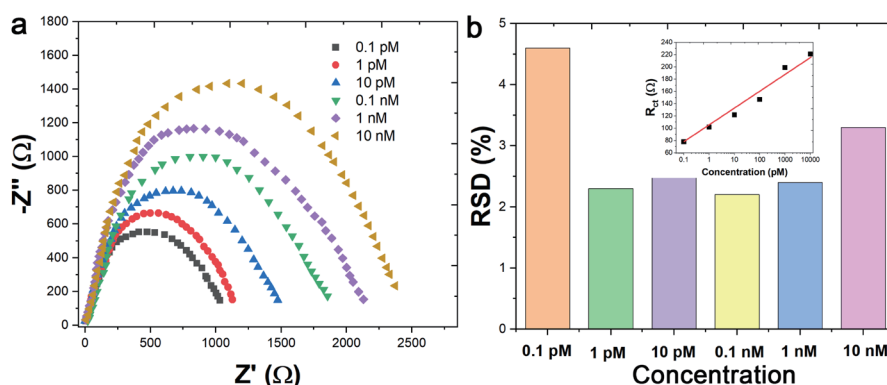 a
1800
1600
1400
1200
1000
800
600
400
200
0
-Z'' (Ω)
0.1 pM
1 pM
10 pM
0.1 nM
1 nM
10 nM
0 500 1000 1500 2000 2500
Z' (Ω)
b
5
4
3
2
1
0
RSD (%)
240
220
200
180
160
140
120
100
80
60
Rct (Ω)
0.1 1 10 100 1000 10000
Concentration (pM)
0.1 pM 1 pM 10 pM 0.1 nM 1 nM 10 nM
Concentration